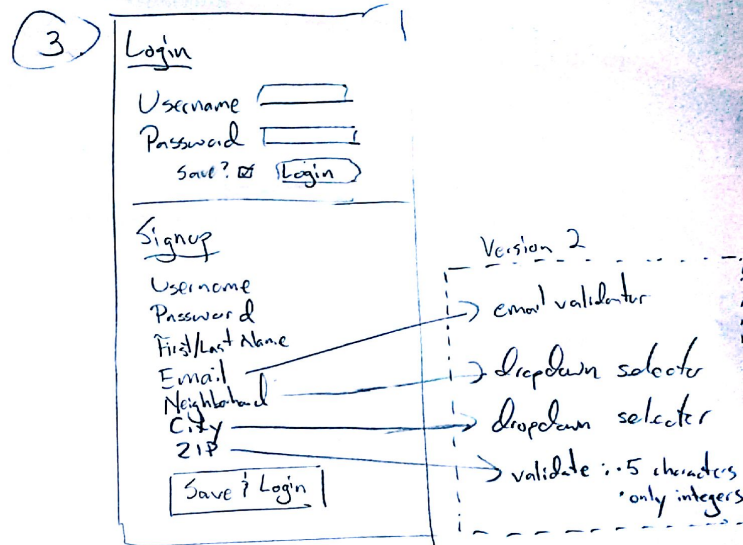 3
Login
Username
Password
Save? Login
Signup
Username
Password
First/Last Name
Email
Neighborhood
City
ZIP
Save & Login
Version 2
email validator
dropdown selector
dropdown selector
validate: • 5 characters
• only integers